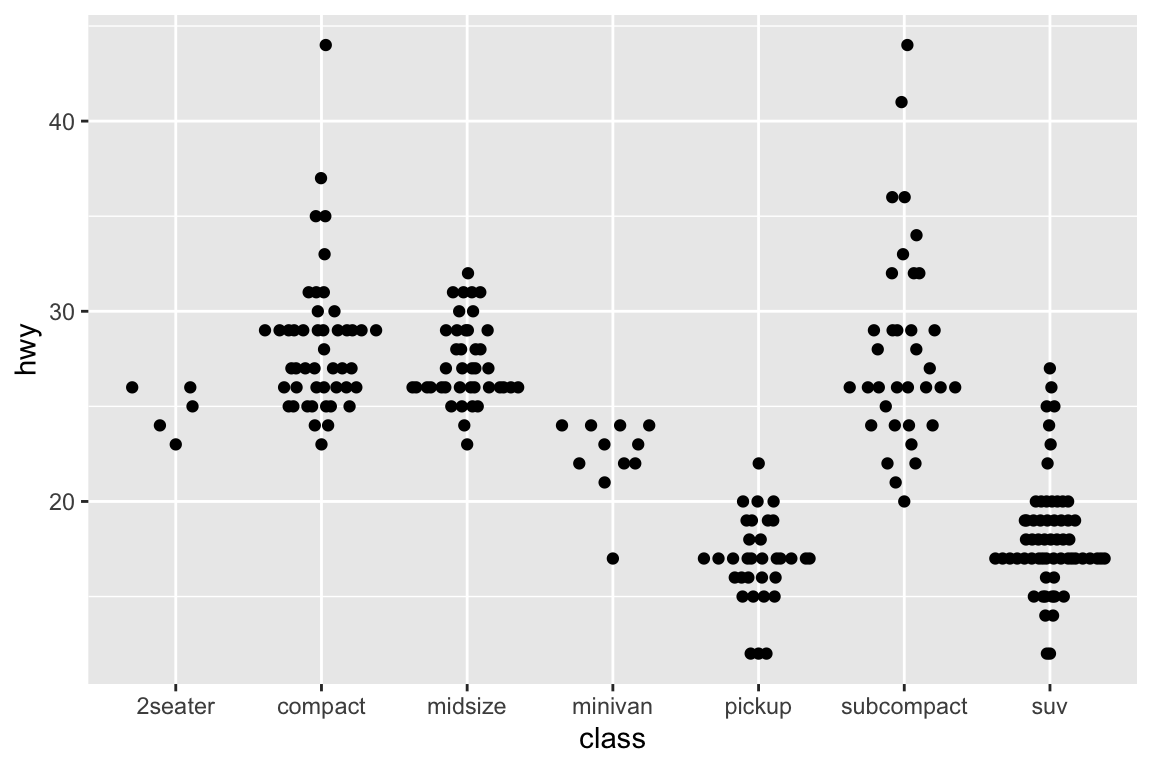 40
30
20
hwy
2seater compact midsize minivan pickup subcompact suv
class